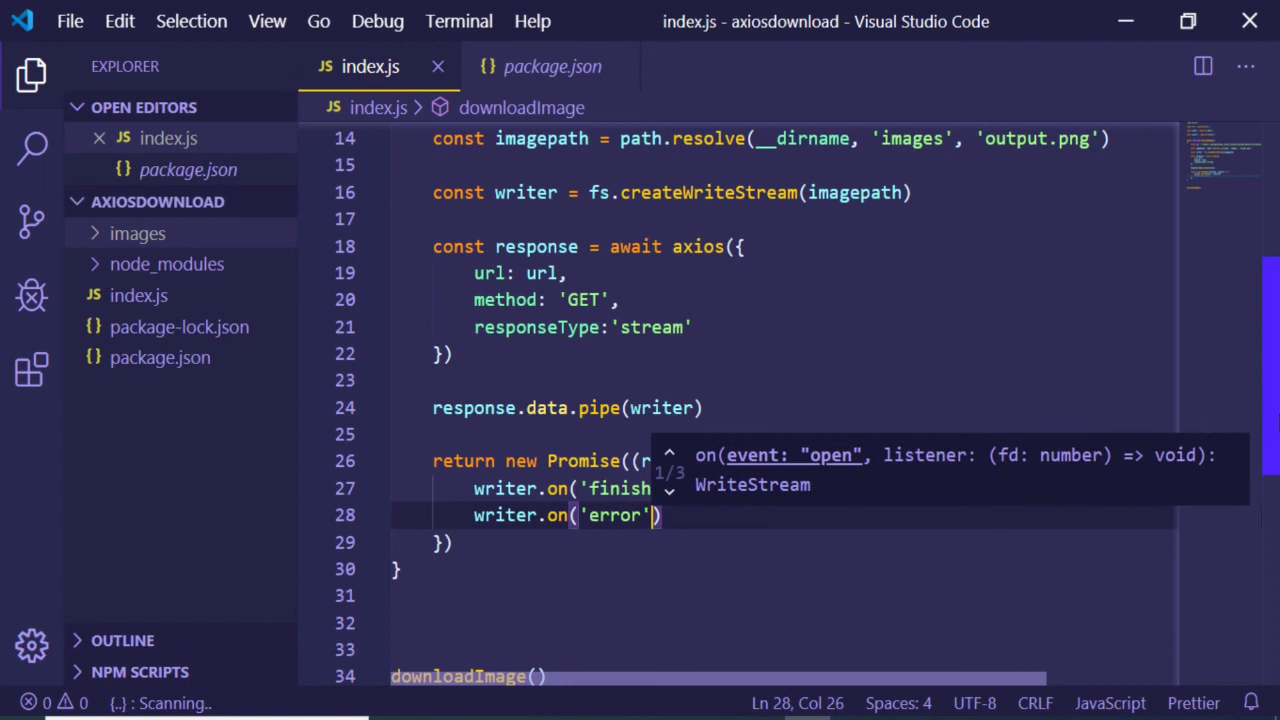 File Edit Selection View Go Debug Terminal Help index.js - axiosdownload - Visual Studio Code
EXPLORER
OPEN EDITORS
JS index.js
{} package.json
AXIOSDOWNLOAD
images
node_modules
JS index.js
{} package-lock.json
{} package.json
OUTLINE
NPM SCRIPTS
JS index.js {} package.json
JS index.js > downloadImage
14 const imagepath = path.resolve(__dirname, 'images', 'output.png')
15
16 const writer = fs.createWriteStream(imagepath)
17
18 const response = await axios({
19 url: url,
20 method: 'GET',
21 responseType:'stream'
22 })
23
24 response.data.pipe(writer)
25
26 return new Promise((r
27 writer.on('finish
28 writer.on('error')
29 })
30 }
31
32
33
34 downloadImage()
1/3 on(event: "open", listener: (fd: number) => void):
WriteStream
0 0 {..} : Scanning.. Ln 28, Col 26 Spaces: 4 UTF-8 CRLF JavaScript Prettier